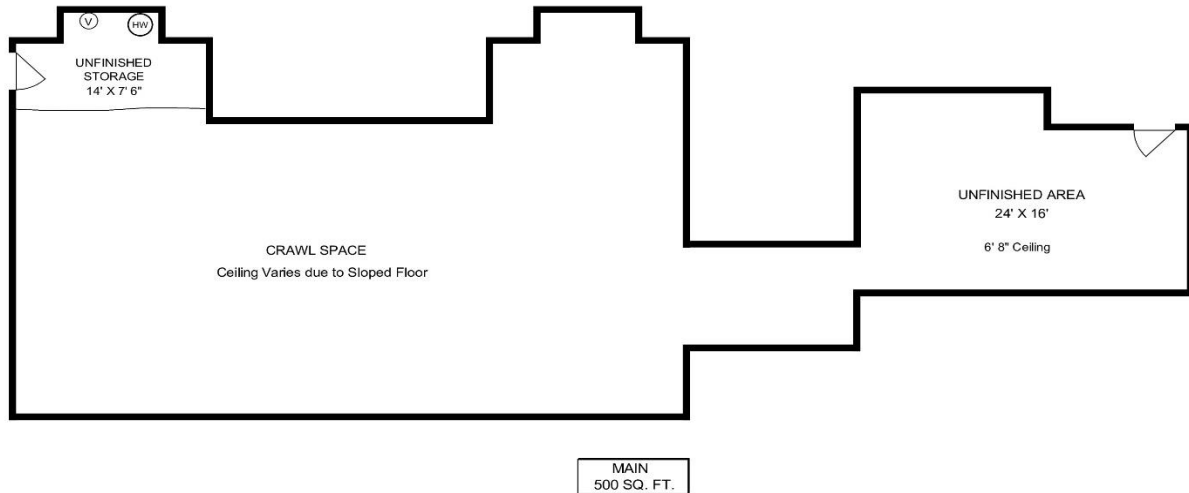 V
HW
UNFINISHED
STORAGE
14' X 7' 6"
UNFINISHED AREA
24' X 16'
6' 8" Ceiling
CRAWL SPACE
Ceiling Varies due to Sloped Floor
MAIN
500 SQ. FT.